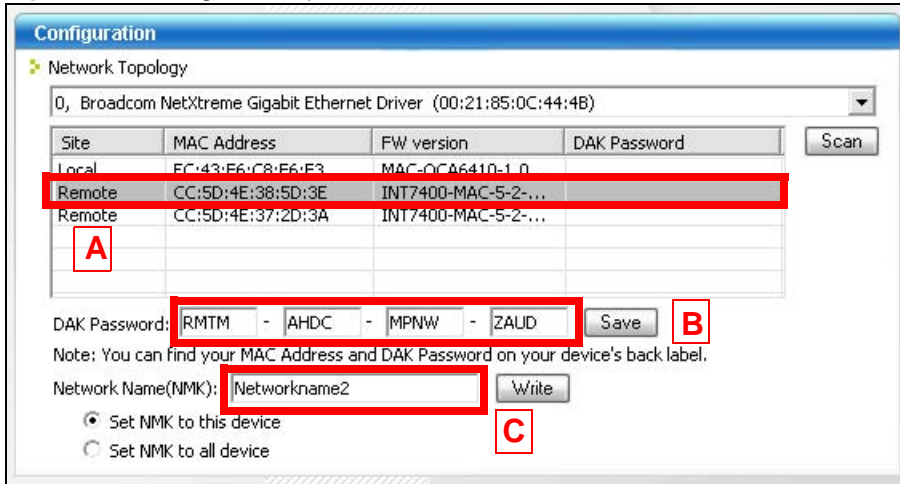 Configuration
Network Topology
0, Broadcom NetXtreme Gigabit Ethernet Driver (00:21:85:0C:44:4B)
Site MAC Address FW version DAK Password Scan
Local EC:43:F6:C8:F6:F3 MAC-QCA6410-1.0
Remote CC:5D:4E:38:5D:3E INT7400-MAC-5-2-...
Remote CC:5D:4E:37:2D:3A INT7400-MAC-5-2-...
A
DAK Password: RMTM - AHDC - MPNW - ZAUD Save B
Note: You can find your MAC Address and DAK Password on your device's back label.
Network Name(NMK): Networkname2 Write
C
Set NMK to this device
Set NMK to all device